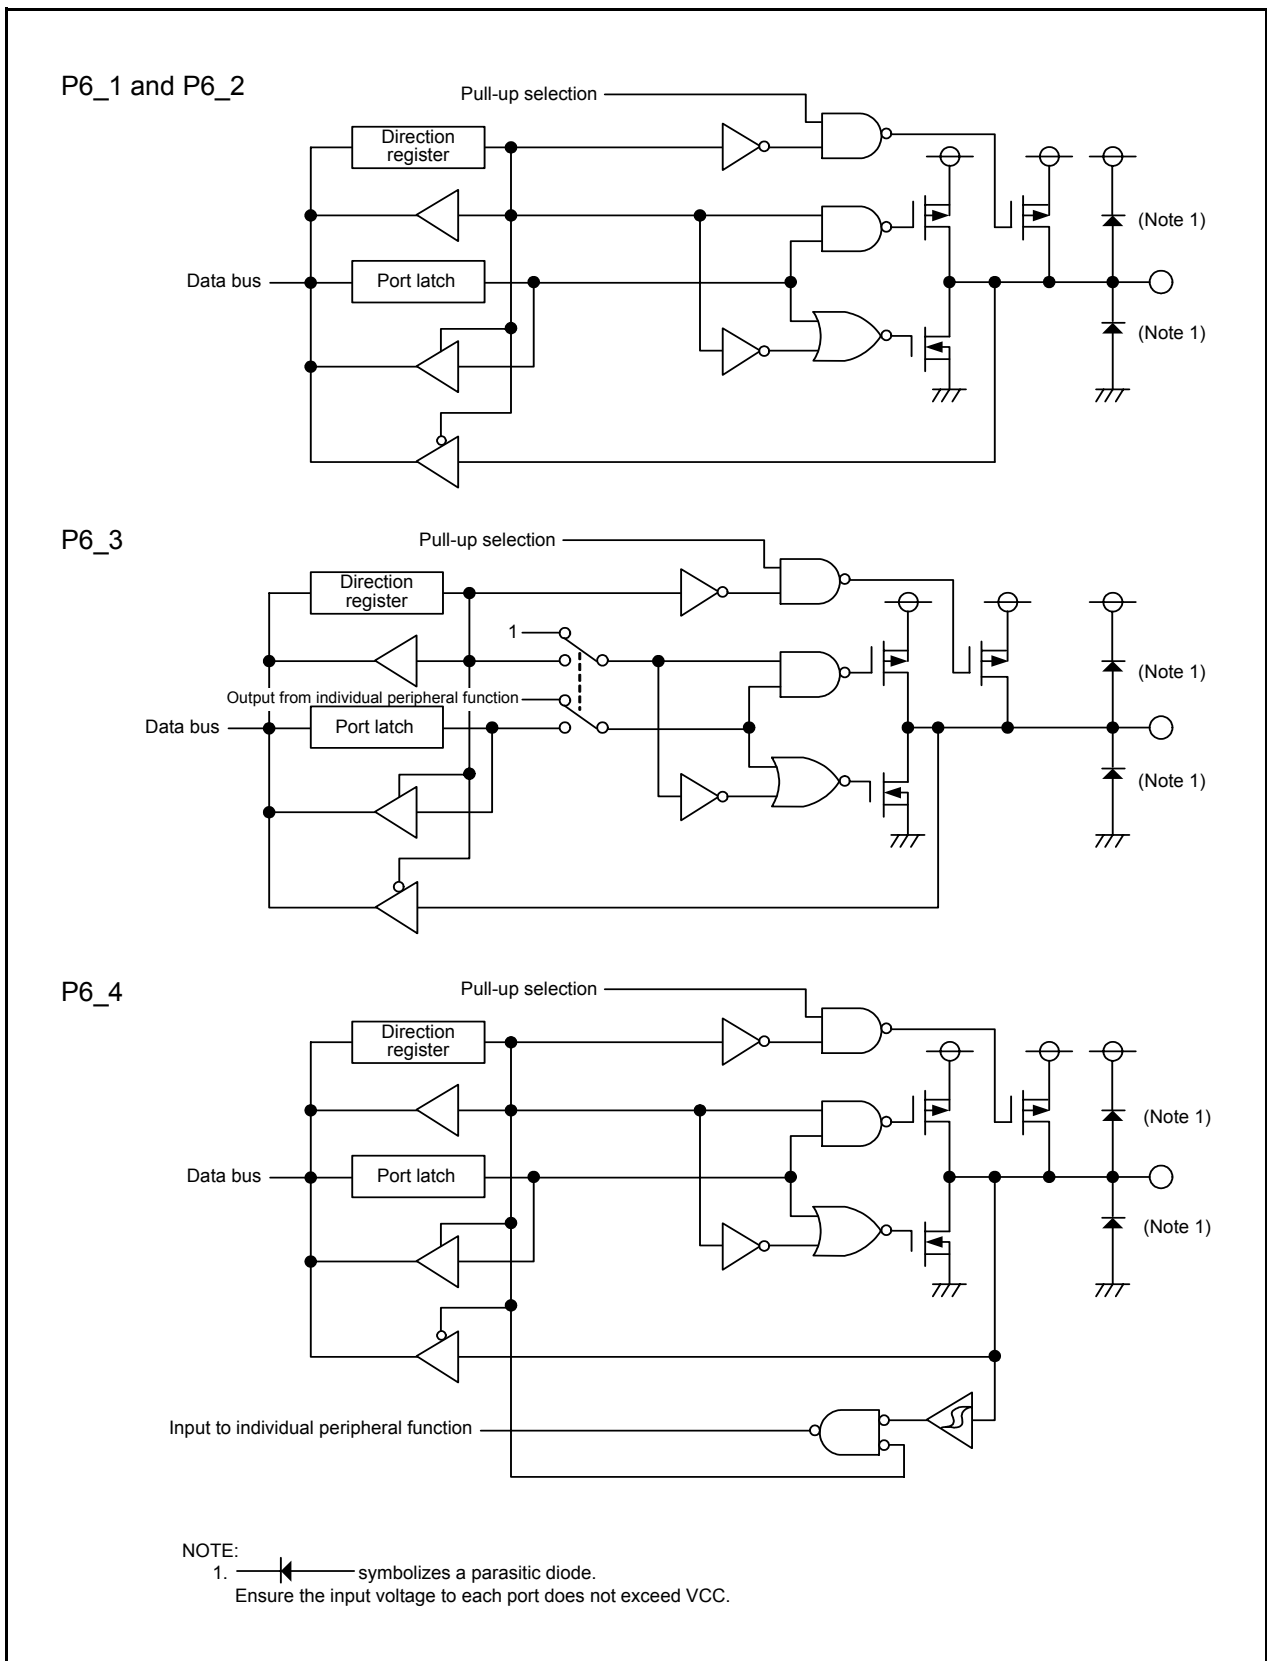 P6_1 and P6_2
Pull-up selection
Direction
register
(Note 1)
Data bus
Port latch
(Note 1)
P6_3
Pull-up selection
Direction
register
1
(Note 1)
Output from individual peripheral function
Data bus
Port latch
(Note 1)
P6_4
Pull-up selection
Direction
register
(Note 1)
Data bus
Port latch
(Note 1)
Input to individual peripheral function
NOTE:
1. symbolizes a parasitic diode.
Ensure the input voltage to each port does not exceed VCC.